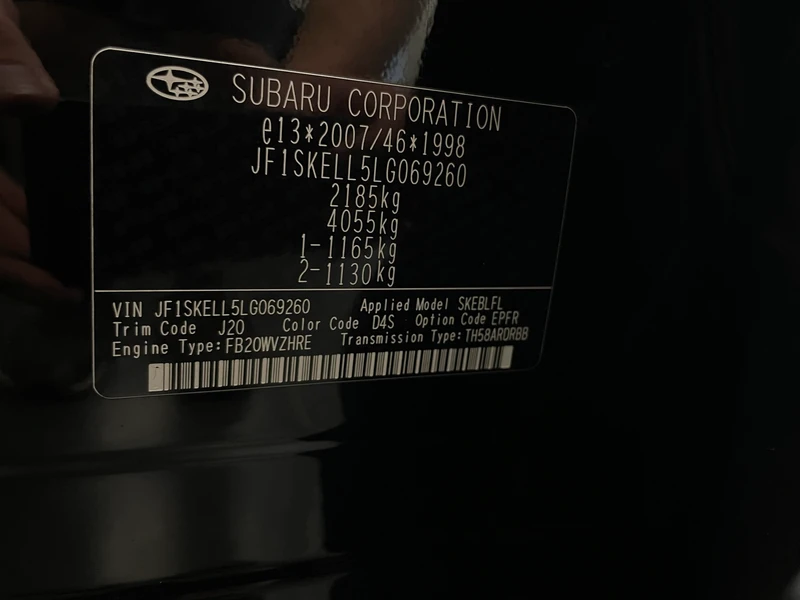 SUBARU CORPORATION
e13*2007/46*1998
JF1SKELL5LG069260
2185kg
4055kg
1-1165kg
2-1130kg
VIN JF1SKELL5LG069260 Applied Model SKEBLFL
Trim Code J20 Color Code D4S Option Code EPFR
Engine Type:FB20WVZHRE Transmission Type:TH58ARDRBB